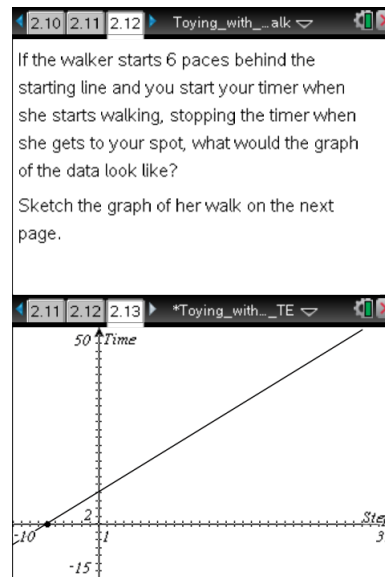 2.10 2.11 2.12 Toying_with_...alk
If the walker starts 6 paces behind the
starting line and you start your timer when
she starts walking, stopping the timer when
she gets to your spot, what would the graph
of the data look like?
Sketch the graph of her walk on the next
page.
2.11 2.12 2.13 *Toying_with..._TE
50 Time
2 Step
-10 1 3
-15